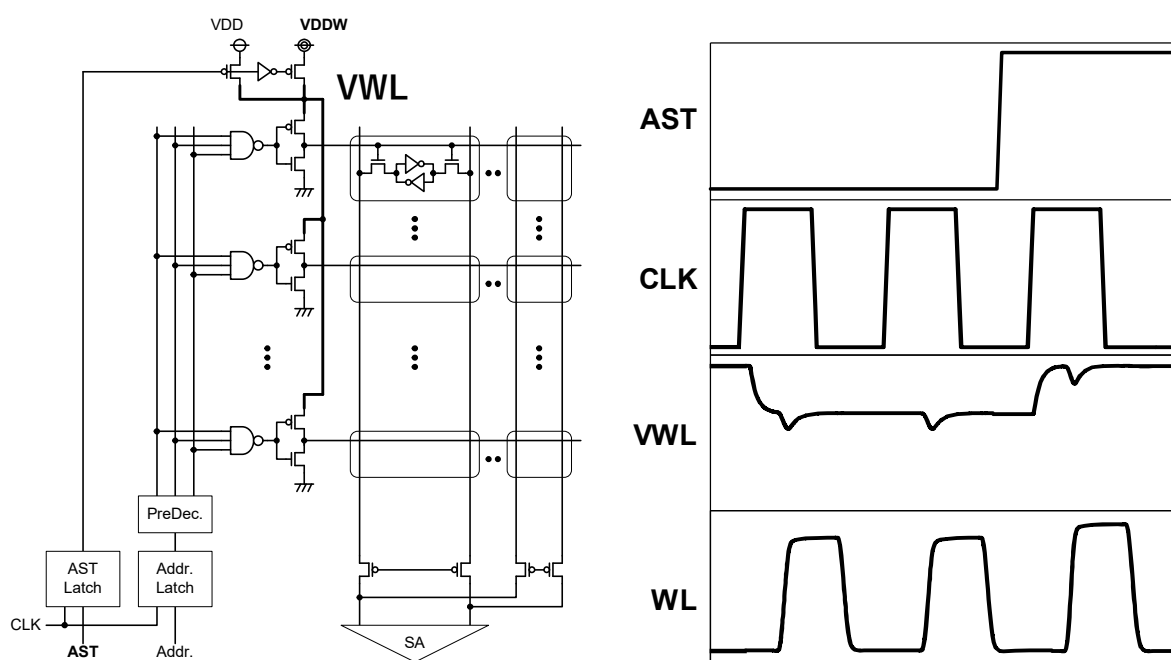 VDD VDDW
VWL
PreDec.
AST
Latch
Addr.
Latch
CLK
AST Addr.
SA
AST
CLK
VWL
WL